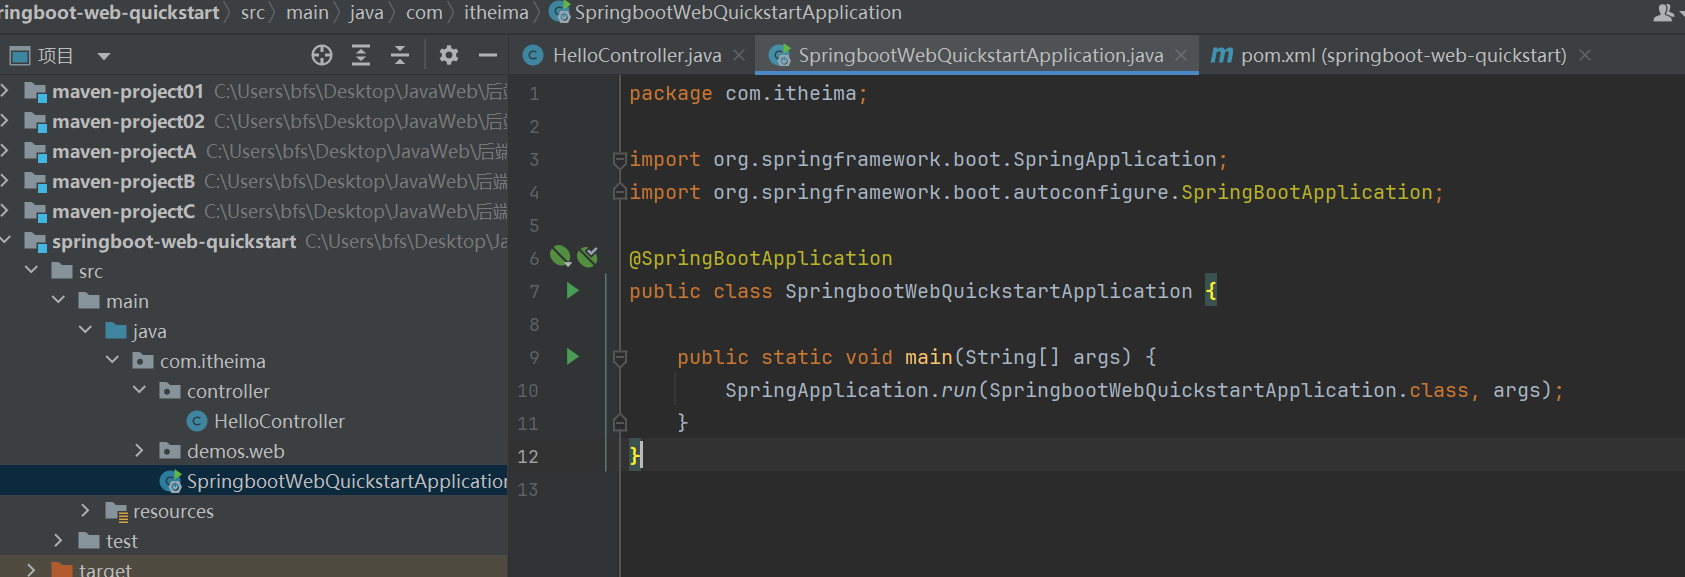 ringboot-web-quickstart src main java com itheima SpringbootWebQuickstartApplication
项目
HelloController.java SpringbootWebQuickstartApplication.java m pom.xml (springboot-web-quickstart)
maven-project01 C:\Users\bfs\Desktop\JavaWeb\后端
maven-project02 C:\Users\bfs\Desktop\JavaWeb\后端
maven-projectA C:\Users\bfs\Desktop\JavaWeb\后端
maven-projectB C:\Users\bfs\Desktop\JavaWeb\后端
maven-projectC C:\Users\bfs\Desktop\JavaWeb\后端
springboot-web-quickstart C:\Users\bfs\Desktop\Ja
src
main
java
com.itheima
controller
HelloController
demos.web
SpringbootWebQuickstartApplication
resources
test
target
1 package com.itheima;
2
3 import org.springframework.boot.SpringApplication;
4 import org.springframework.boot.autoconfigure.SpringBootApplication;
5
6 @SpringBootApplication
7 public class SpringbootWebQuickstartApplication {
8
9 public static void main(String[] args) {
10 SpringApplication.run(SpringbootWebQuickstartApplication.class, args);
11 }
12 }
13